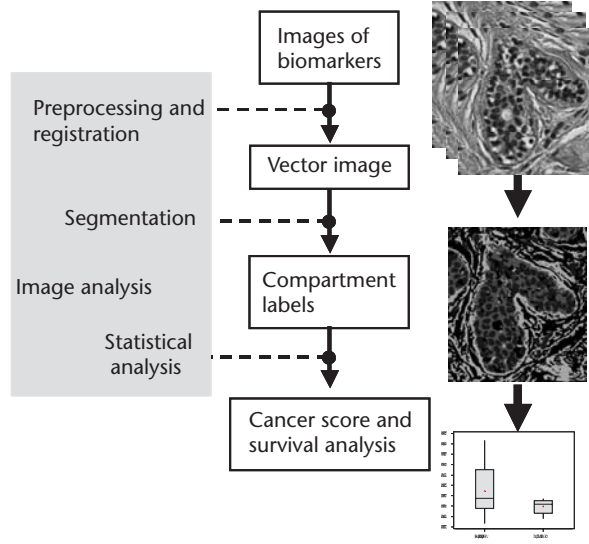 Images of
biomarkers
Preprocessing and
registration
Vector image
Segmentation
Compartment
labels
Image analysis
Statistical
analysis
Cancer score and
survival analysis